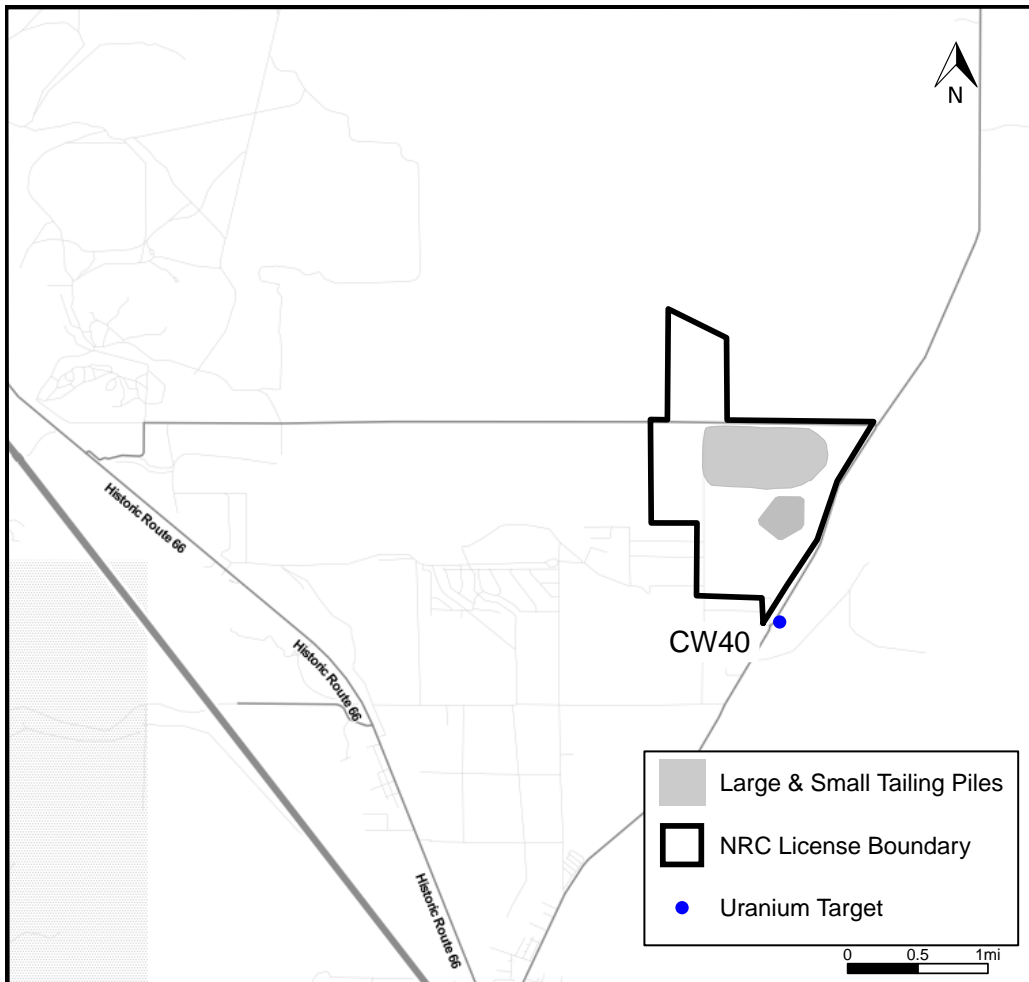 N
Historic Route 66
Historic Route 66
CW40
Historic Route 66
Large & Small Tailing Piles
NRC License Boundary
Uranium Target
0 0.5 1mi